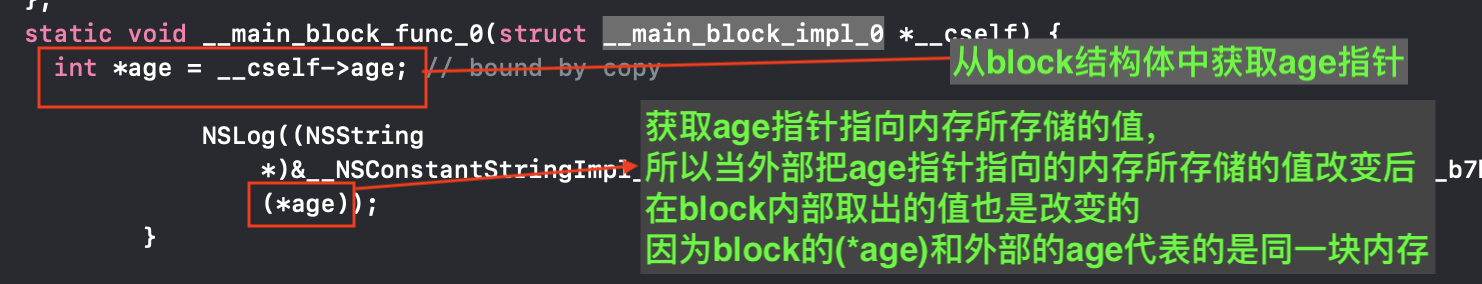 };
static void __main_block_func_0(struct __main_block_impl_0 *__cself) {
int *age = __cself->age; // bound by copy
从block结构体中获取age指针
NSLog((NSString
*)&__NSConstantStringImpl_ _b7
(*age));
}
获取age指针指向内存所存储的值，
所以当外部把age指针指向的内存所存储的值改变后
在block内部取出的值也是改变的
因为block的(*age)和外部的age代表的是同一块内存